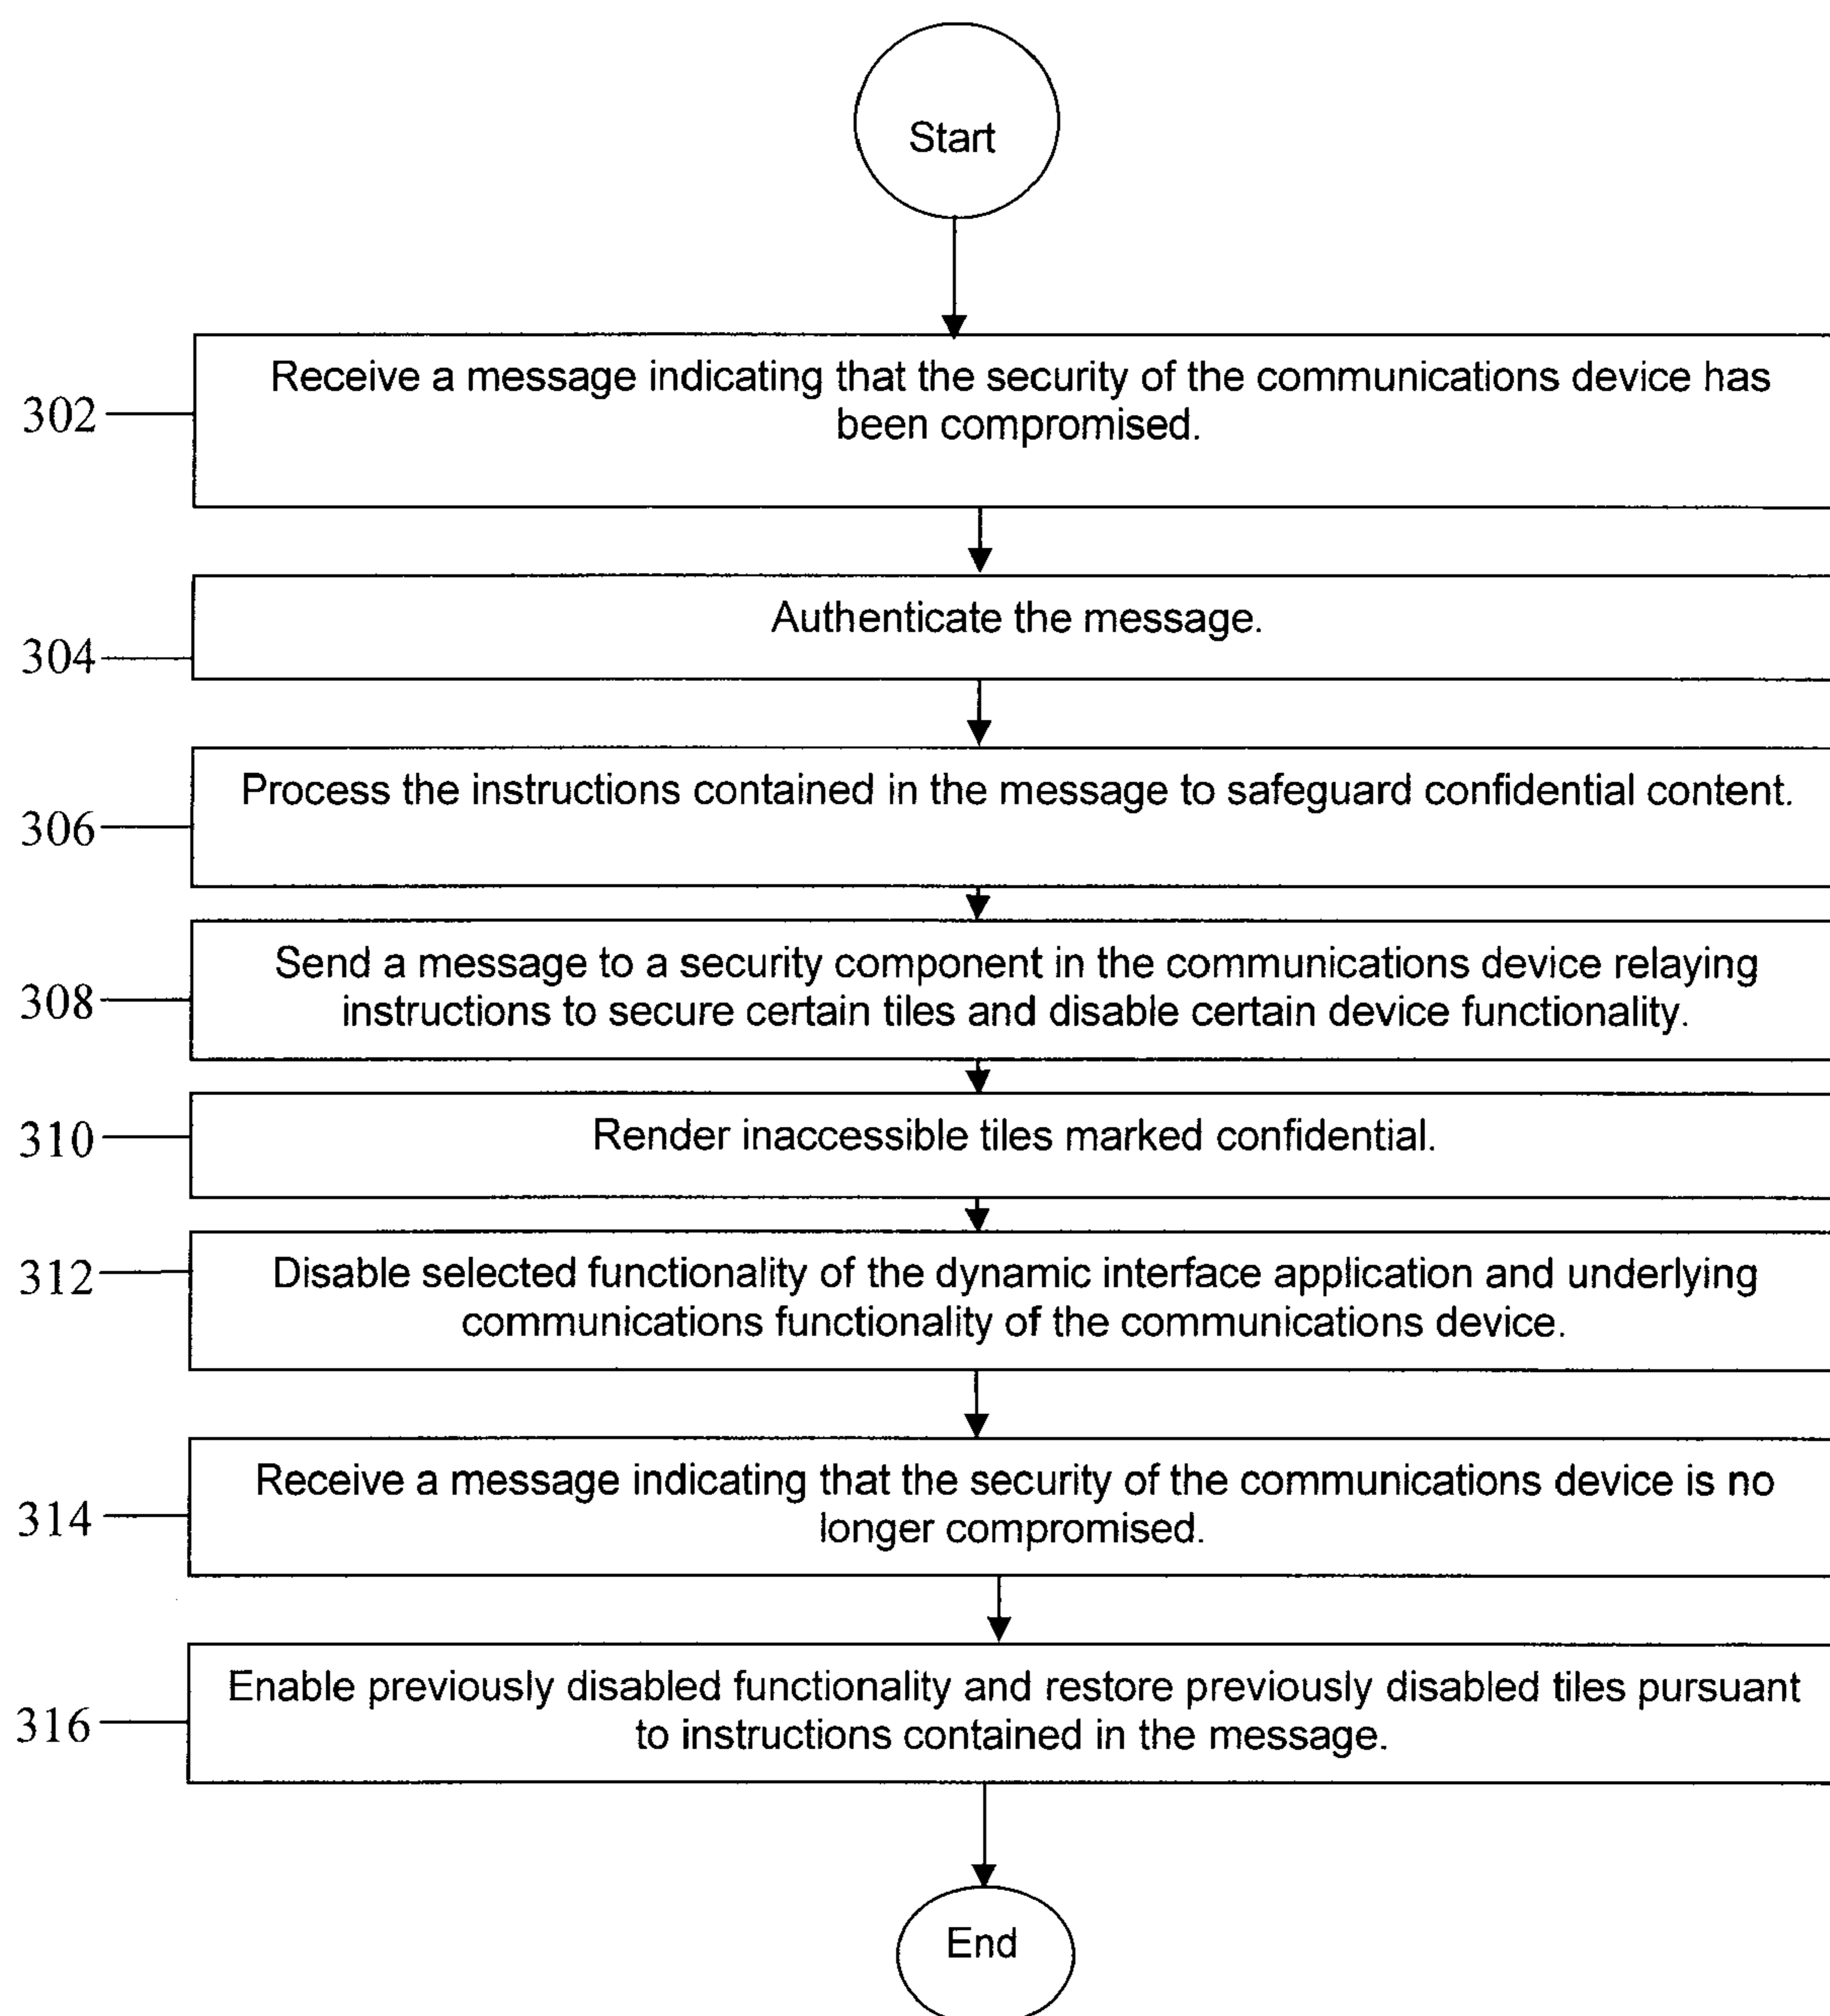 Start
302
Receive a message indicating that the security of the communications device has
been compromised.
304
Authenticate the message.
306
Process the instructions contained in the message to safeguard confidential content.
308
Send a message to a security component in the communications device relaying
instructions to secure certain tiles and disable certain device functionality.
310
Render inaccessible tiles marked confidential.
312
Disable selected functionality of the dynamic interface application and underlying
communications functionality of the communications device.
314
Receive a message indicating that the security of the communications device is no
longer compromised.
316
Enable previously disabled functionality and restore previously disabled tiles pursuant
to instructions contained in the message.
End